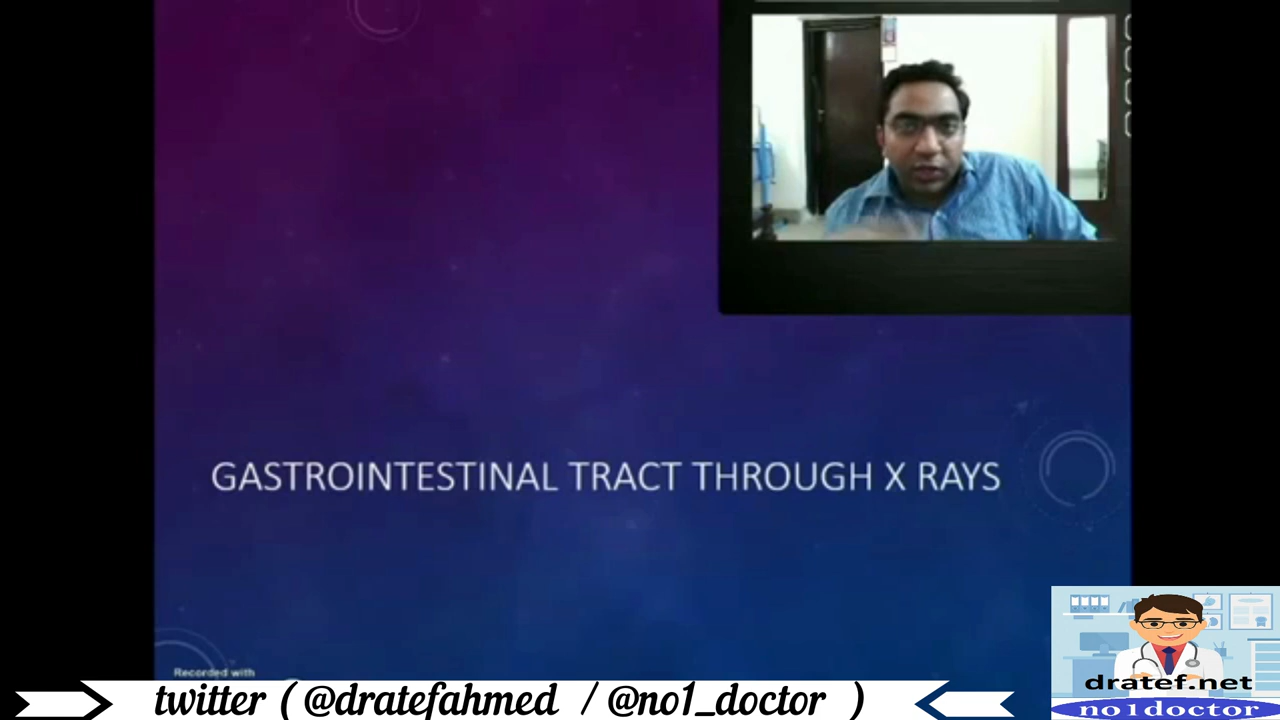 GASTROINTESTINAL TRACT THROUGH X RAYS
Recorded with
twitter ( @dratefahmed / @no1_doctor )
dratef.net
no1doctor